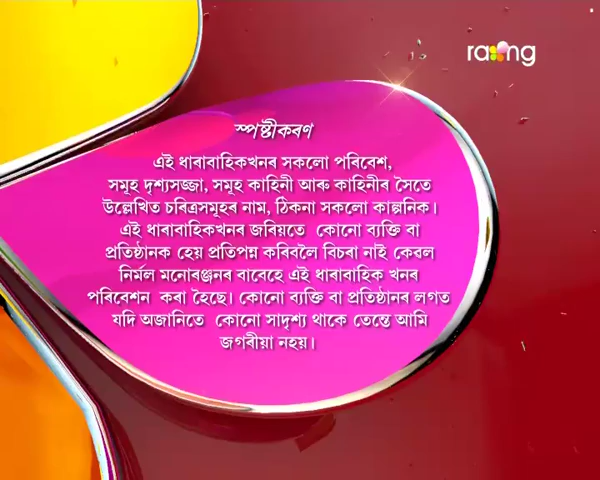 rang
স্পষ্টীকৰণ
এই ধাৰাবাহিকখনৰ সকলো পৰিবেশ,
সমূহ দৃশ্যসজ্জা, সমূহ কাহিনী আৰু কাহিনীৰ সৈতে
উল্লেখিত চৰিত্ৰসমূহৰ নাম, ঠিকনা সকলো কাল্পনিক।
এই ধাৰাবাহিকখনৰ জৰিয়তে কোনো ব্যক্তি বা
প্ৰতিষ্ঠানক হেয় প্ৰতিপন্ন কৰিবলৈ বিচৰা নাই কেৱল
নিৰ্মল মনোৰঞ্জনৰ বাবেহে এই ধাৰাবাহিক খনৰ
পৰিবেশন কৰা হৈছে। কোনো ব্যক্তি বা প্ৰতিষ্ঠানৰ লগত
যদি অজানিতে কোনো সাদৃশ্য থাকে তেন্তে আমি
জগৰীয়া নহয়।